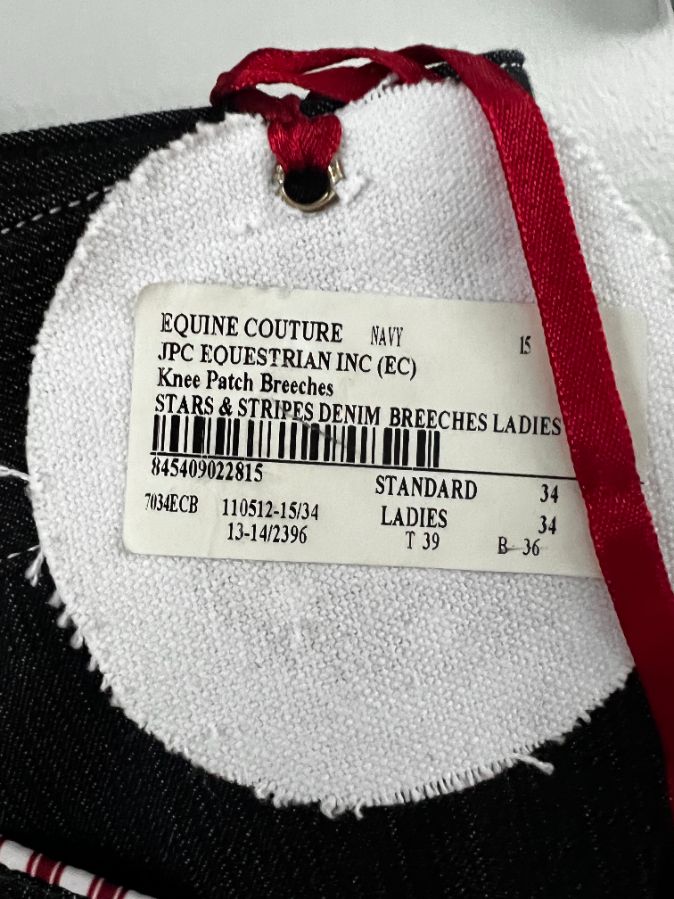 EQUINE COUTURE NAVY 15
JPC EQUESTRIAN INC (EC)
Knee Patch Breeches
STARS & STRIPES DENIM BREECHES LADIES
845409022815
STANDARD 34
7034ECB 110512-15/34 LADIES 34
13-14/2396 T 39 B 36